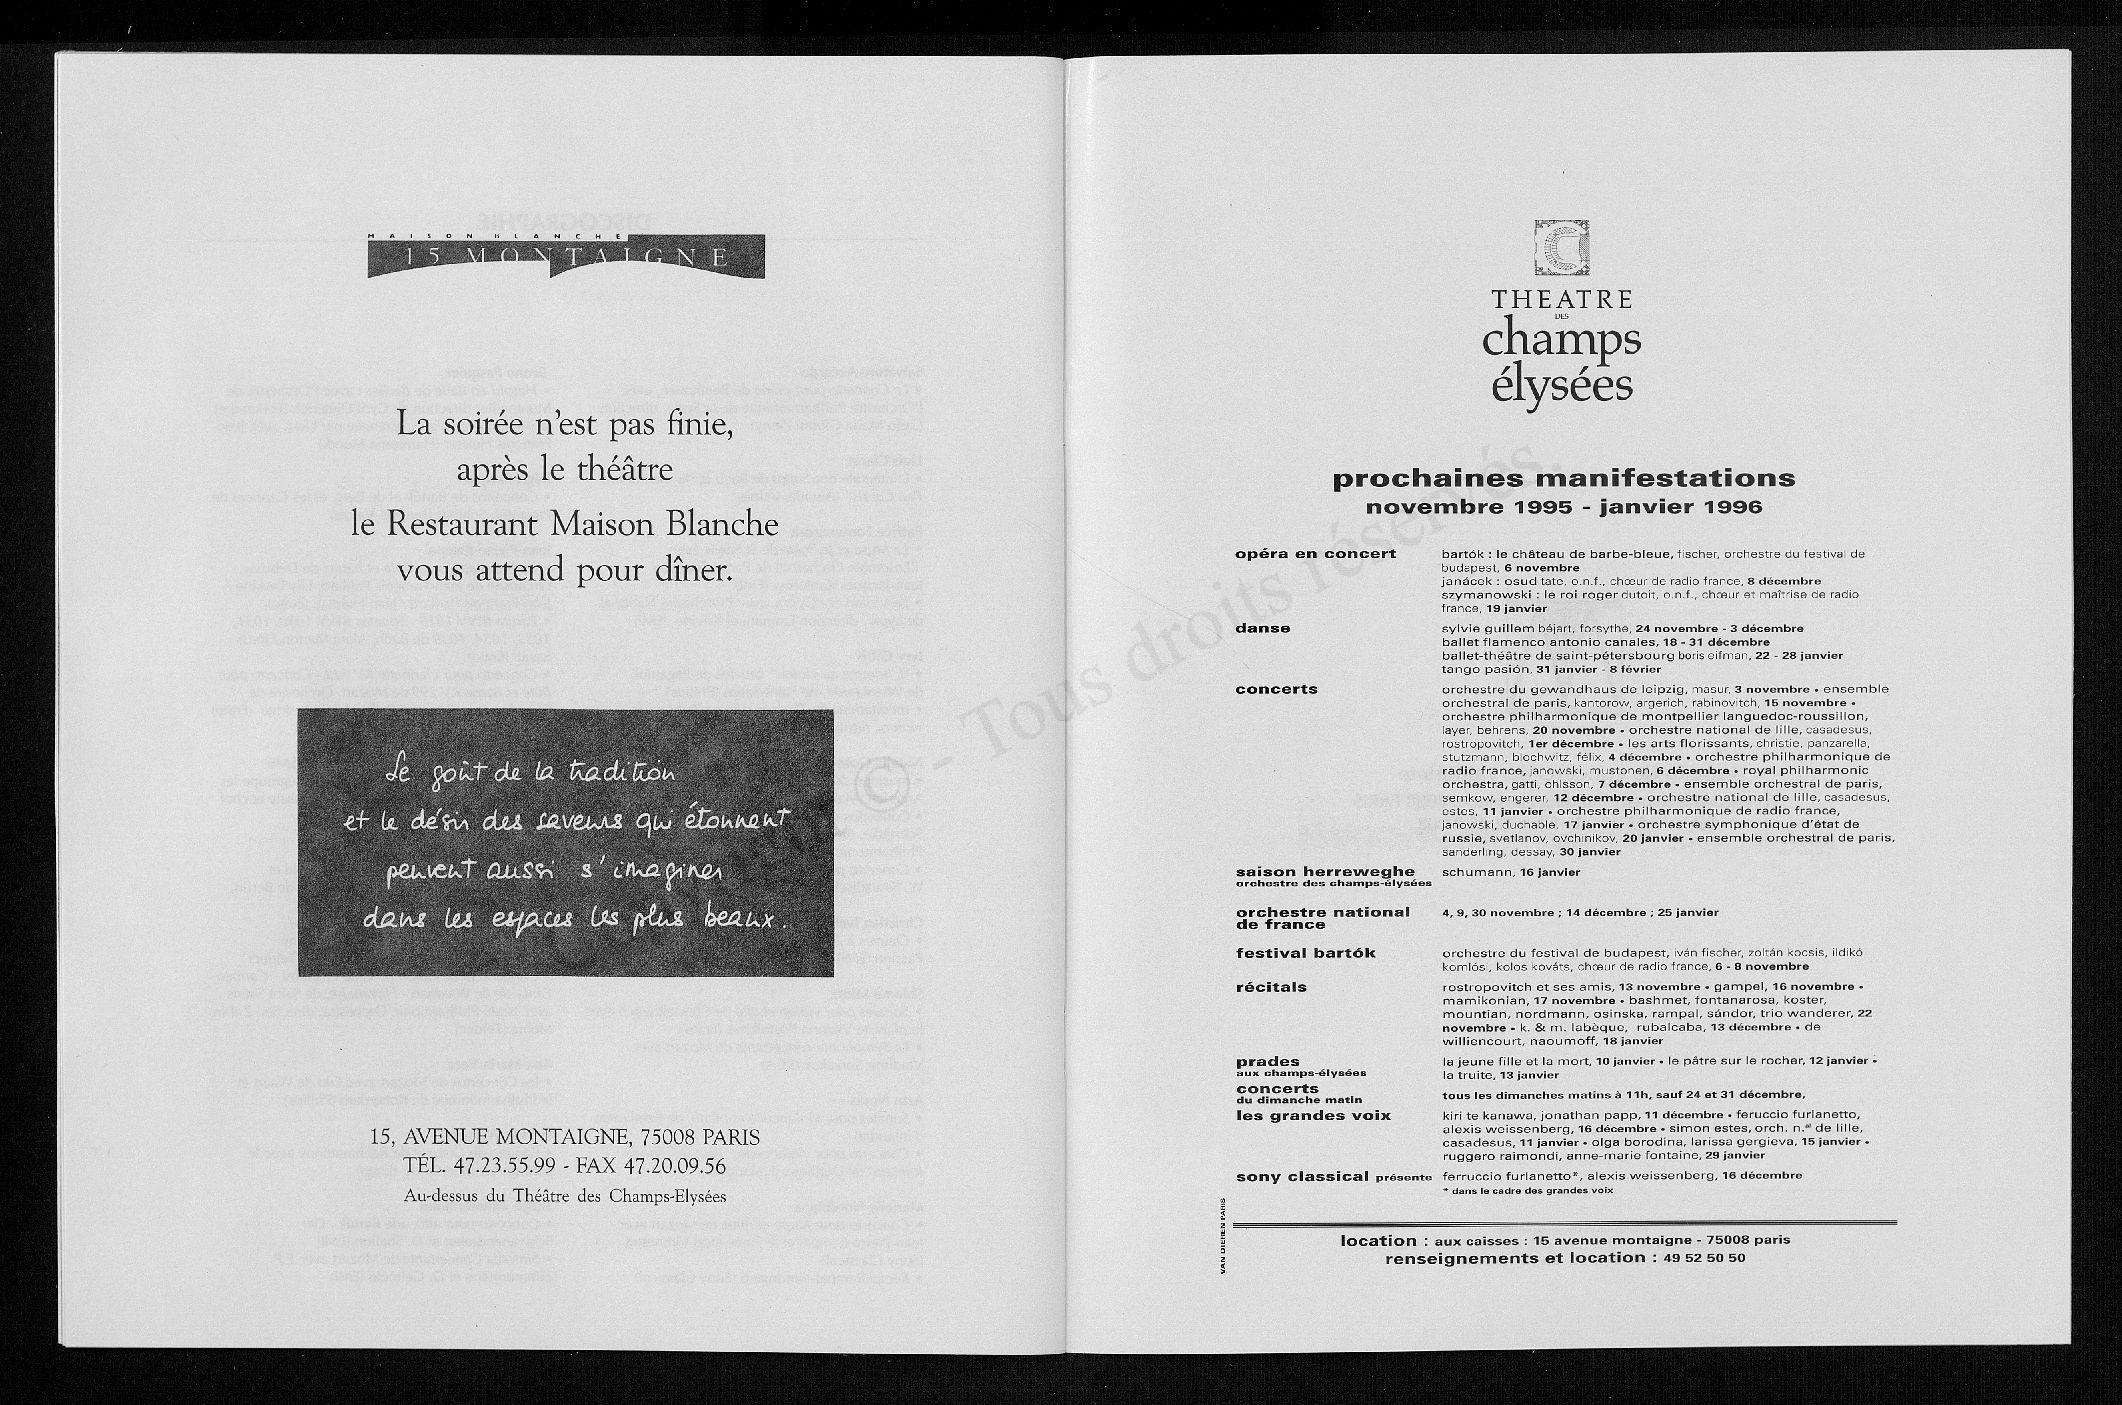 MAISON BLANCHE
15 MONTAIGNE
La soirée n'est pas finie,
après le théâtre
le Restaurant Maison Blanche
vous attend pour dîner.
Le goût de la tradition
et le désir des saveurs qui étonnent
peuvent aussi s'imaginer
dans les espaces les plus beaux.
15, AVENUE MONTAIGNE, 75008 PARIS
TÉL. 47.23.55.99 - FAX 47.20.09.56
Au-dessus du Théâtre des Champs-Elysées
THEATRE
DES
champs
élysées
prochaines manifestations
novembre 1995 - janvier 1996
opéra en concert
bartók : le château de barbe-bleue, fischer, orchestre du festival de
budapest, 6 novembre
janácek : osud tate, o.n.f., chœur de radio france, 8 décembre
szymanowski : le roi roger dutoit, o.n.f., chœur et maîtrise de radio
france, 19 janvier
danse
sylvie guillem béjart, forsythe, 24 novembre - 3 décembre
ballet flamenco antonio canales, 18 - 31 décembre
ballet-théâtre de saint-pétersbourg boris eifman, 22 - 28 janvier
tango pasión, 31 janvier - 8 février
concerts
orchestre du gewandhaus de leipzig, masur, 3 novembre • ensemble
orchestral de paris, kantorow, argerich, rabinovitch, 15 novembre •
orchestre philharmonique de montpellier languedoc-roussillon,
layer, behrens, 20 novembre • orchestre national de lille, casadesus,
rostropovitch, 1er décembre • les arts florissants, christie, panzarella,
stutzmann, blochwitz, félix, 4 décembre • orchestre philharmonique de
radio france, janowski, mustonen, 6 décembre • royal philharmonic
orchestra, gatti, ohlsson, 7 décembre • ensemble orchestral de paris,
semkow, engerer, 12 décembre • orchestre national de lille, casadesus,
estes, 11 janvier • orchestre philharmonique de radio france,
janowski, duchable, 17 janvier • orchestre symphonique d'état de
russie, svetlanov, ovchinikov, 20 janvier • ensemble orchestral de paris,
sanderling, dessay, 30 janvier
saison herreweghe
orchestre des champs-élysées
schumann, 16 janvier
orchestre national
de france
4, 9, 30 novembre ; 14 décembre ; 25 janvier
festival bartók
orchestre du festival de budapest, iván fischer, zoltán kocsis, ildikó
komlósi, kolos kováts, chœur de radio france, 6 - 8 novembre
récitals
rostropovitch et ses amis, 13 novembre • gampel, 16 novembre •
mamikonian, 17 novembre • bashmet, fontanarosa, koster,
mountian, nordmann, osinska, rampal, sándor, trio wanderer, 22
novembre • k. & m. labèque, rubalcaba, 13 décembre • de
williencourt, naoumoff, 18 janvier
prades
aux champs-élysées
la jeune fille et la mort, 10 janvier • le pâtre sur le rocher, 12 janvier •
la truite, 13 janvier
concerts
du dimanche matin
tous les dimanches matins à 11h, sauf 24 et 31 décembre,
les grandes voix
kiri te kanawa, jonathan papp, 11 décembre • feruccio furlanetto,
alexis weissenberg, 16 décembre • simon estes, orch. n.al de lille,
casadesus, 11 janvier • olga borodina, larissa gergieva, 15 janvier •
ruggero raimondi, anne-marie fontaine, 29 janvier
sony classical présente
ferruccio furlanetto*, alexis weissenberg, 16 décembre
* dans le cadre des grandes voix
VAN DIEREN PARIS
location : aux caisses : 15 avenue montaigne - 75008 paris
renseignements et location : 49 52 50 50
© - Tous droits réservés.